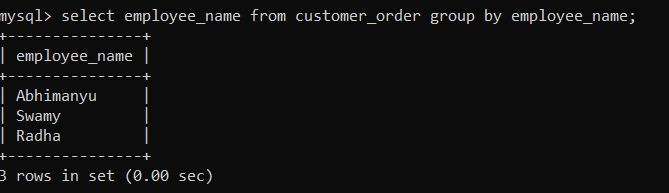 mysql> select employee_name from customer_order group by employee_name;
+---------------+
| employee_name |
+---------------+
| Abhimanyu     |
| Swamy         |
| Radha         |
+---------------+
3 rows in set (0.00 sec)